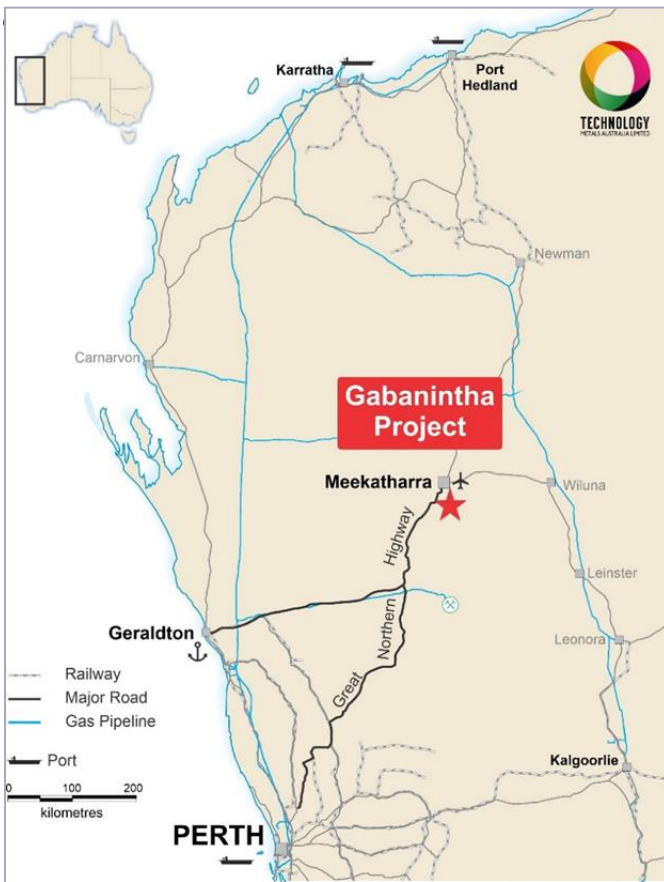 Karratha
Port
Hedland
TECHNOLOGY
METALS AUSTRALIA LIMITED
Newman
Carnarvon
Gabanintha
Project
Meekatharra
Wiluna
Highway
Leinster
Northern
Geraldton
Leonora
Great
Railway
Major Road
Gas Pipeline
Kalgoorlie
Port
0 100 200
kilometres
PERTH